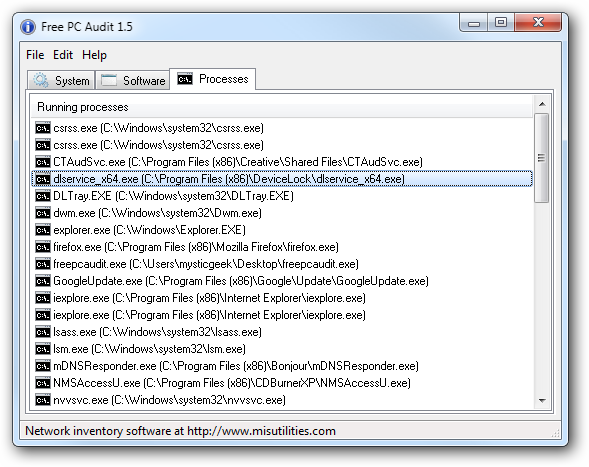 Free PC Audit 1.5
File Edit Help
System Software Processes
Running processes
csrss.exe (C:\Windows\system32\csrss.exe)
csrss.exe (C:\Windows\system32\csrss.exe)
CTAudSvc.exe (C:\Program Files (x86)\Creative\Shared Files\CTAudSvc.exe)
dlservice_x64.exe (C:\Program Files (x86)\DeviceLock\dlservice_x64.exe)
DLTray.EXE (C:\Windows\system32\DLTray.EXE)
dwm.exe (C:\Windows\system32\Dwm.exe)
explorer.exe (C:\Windows\Explorer.EXE)
firefox.exe (C:\Program Files (x86)\Mozilla Firefox\firefox.exe)
freepcaudit.exe (C:\Users\mysticgeek\Desktop\freepcaudit.exe)
GoogleUpdate.exe (C:\Program Files (x86)\Google\Update\GoogleUpdate.exe)
iexplore.exe (C:\Program Files (x86)\Internet Explorer\iexplore.exe)
iexplore.exe (C:\Program Files (x86)\Internet Explorer\iexplore.exe)
lsass.exe (C:\Windows\system32\lsass.exe)
lsm.exe (C:\Windows\system32\lsm.exe)
mDNSResponder.exe (C:\Program Files (x86)\Bonjour\mDNSResponder.exe)
NMSAccessU.exe (C:\Program Files (x86)\CDBurnerXP\NMSAccessU.exe)
nvvsvc.exe (C:\Windows\system32\nvvsvc.exe)
Network inventory software at http://www.misutilities.com